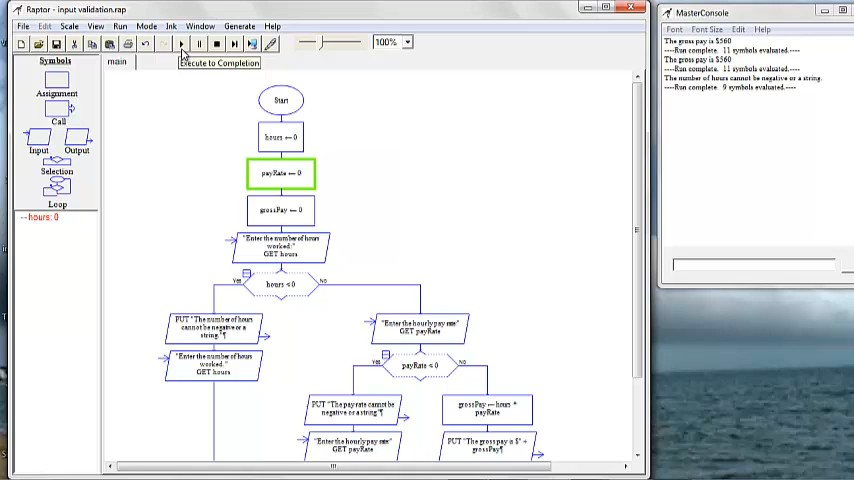 Raptor - input validation.rap
File Edit Scale View Run Mode Ink Window Generate Help
100%
Execute to Completion
Symbols
Assignment
Call
Input Output
Selection
Loop
--hours: 0
main
Start
hours ← 0
payRate ← 0
grossPay ← 0
"Enter the number of hours
worked:"
GET hours
Yes
hours < 0
No
PUT "The number of hours
cannot be negative or a
string."¶
"Enter the number of hours
worked."
GET hours
"Enter the hourly pay rate"
GET payRate
Yes
payRate < 0
No
PUT "The pay rate cannot be
negative or a string"¶
"Enter the hourly pay rate"
GET payRate
grossPay ← hours *
payRate
PUT "The gross pay is $" +
grossPay¶
MasterConsole
Font Font Size Edit Help
The gross pay is $560
----Run complete. 11 symbols evaluated.----
The gross pay is $560
----Run complete. 11 symbols evaluated.----
The number of hours cannot be negative or a string.
----Run complete. 9 symbols evaluated.----